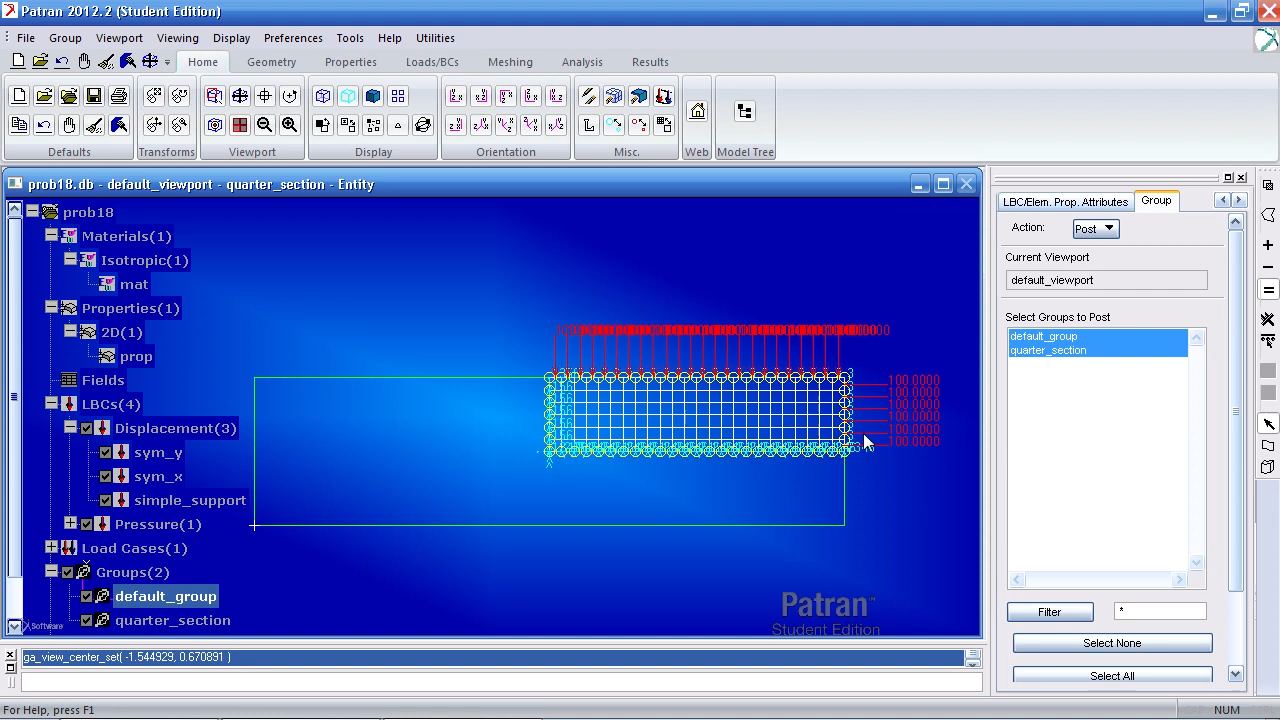 Patran 2012.2 (Student Edition)
File Group Viewport Viewing Display Preferences Tools Help Utilities
Home Geometry Properties Loads/BCs Meshing Analysis Results
Defaults Transforms Viewport Display Orientation Misc. Web Model Tree
prob18.db - default_viewport - quarter_section - Entity
prob18
Materials(1)
Isotropic(1)
mat
Properties(1)
2D(1)
prop
Fields
LBCs(4)
Displacement(3)
sym_y
sym_x
simple_support
Pressure(1)
Load Cases(1)
Groups(2)
default_group
quarter_section
100.0000
100.0000
100.0000
100.0000
100.0000
100.0000
X
Patran™
Student Edition
Software
LBC/Elem. Prop. Attributes Group
Action: Post
Current Viewport
default_viewport
Select Groups to Post
default_group
quarter_section
Filter *
Select None
Select All
ga_view_center_set( -1.544929, 0.670891 )
For Help, press F1
NUM